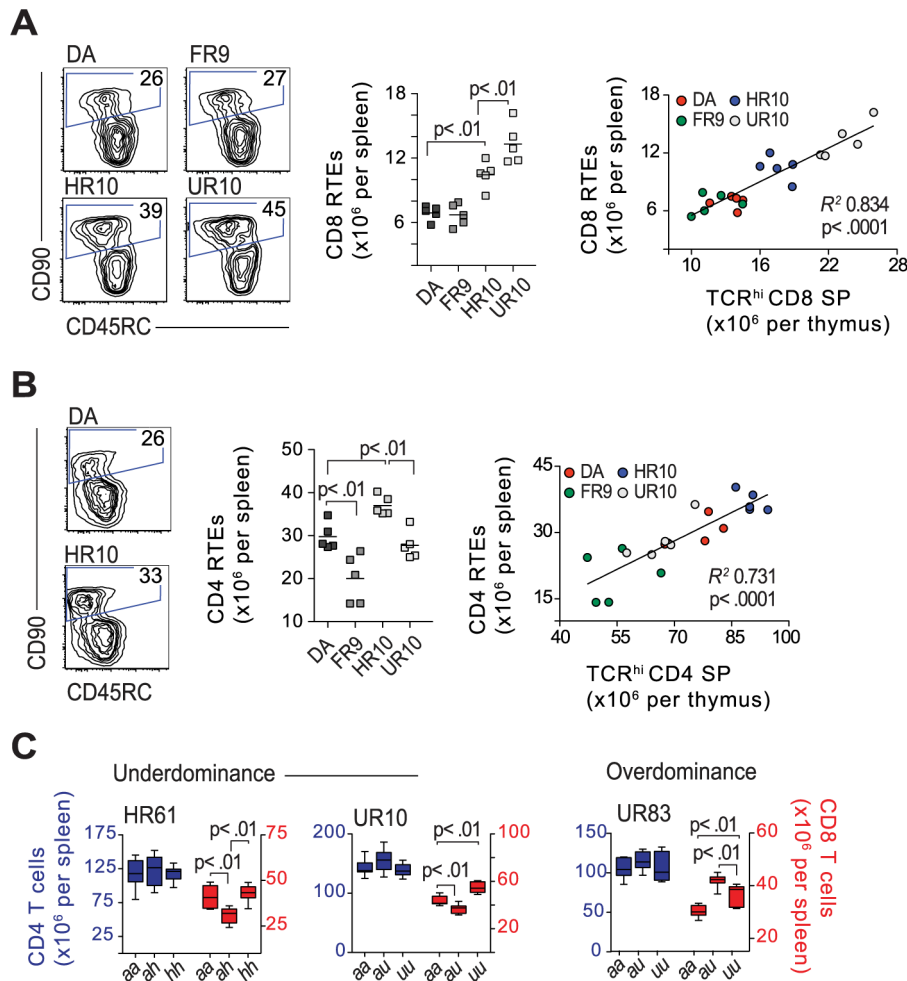 A
DA
FR9
26
27
HR10
UR10
39
45
CD90
CD45RC
CD8 RTEs
(x10⁶ per spleen)
18
14
10
6
p< .01
p< .01
DA
FR9
HR10
UR10
CD8 RTEs
(x10⁶ per spleen)
18
12
6
DA
HR10
FR9
UR10
R² 0.834
p< .0001
10
16
22
28
TCRʰⁱ CD8 SP
(x10⁶ per thymus)
B
DA
26
HR10
33
CD90
CD45RC
CD4 RTEs
(x10⁶ per spleen)
50
40
30
20
10
p< .01
p< .01
p< .01
DA
FR9
HR10
UR10
CD4 RTEs
(x10⁶ per spleen)
45
30
15
DA
HR10
FR9
UR10
R² 0.731
p< .0001
40
55
70
85
100
TCRʰⁱ CD4 SP
(x10⁶ per thymus)
C
Underdominance
Overdominance
CD4 T cells
(x10⁶ per spleen)
HR61
175
125
75
25
p< .01
p< .01
75
50
25
aa
ah
hh
aa
ah
hh
UR10
200
100
0
p< .01
p< .01
100
60
20
aa
au
uu
aa
au
uu
UR83
150
100
50
0
p< .01
p< .01
60
40
20
aa
au
uu
aa
au
uu
CD8 T cells
(x10⁶ per spleen)